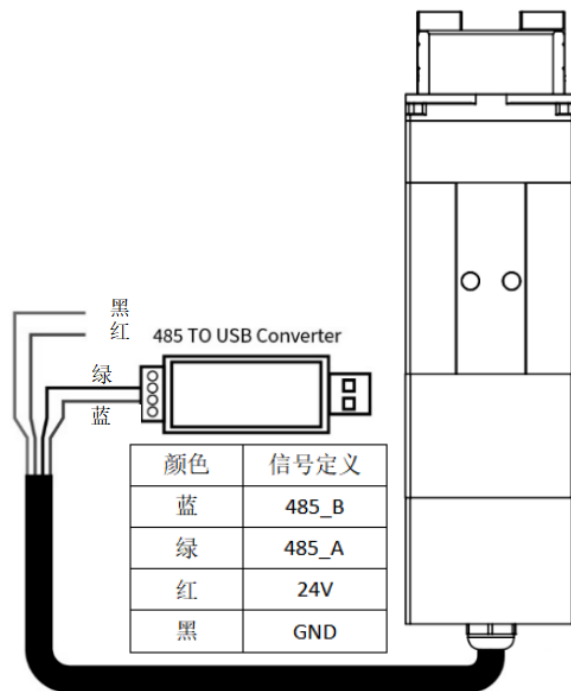 黑
红
485 TO USB Converter
绿
蓝
颜色 信号定义
蓝 485_B
绿 485_A
红 24V
黑 GND